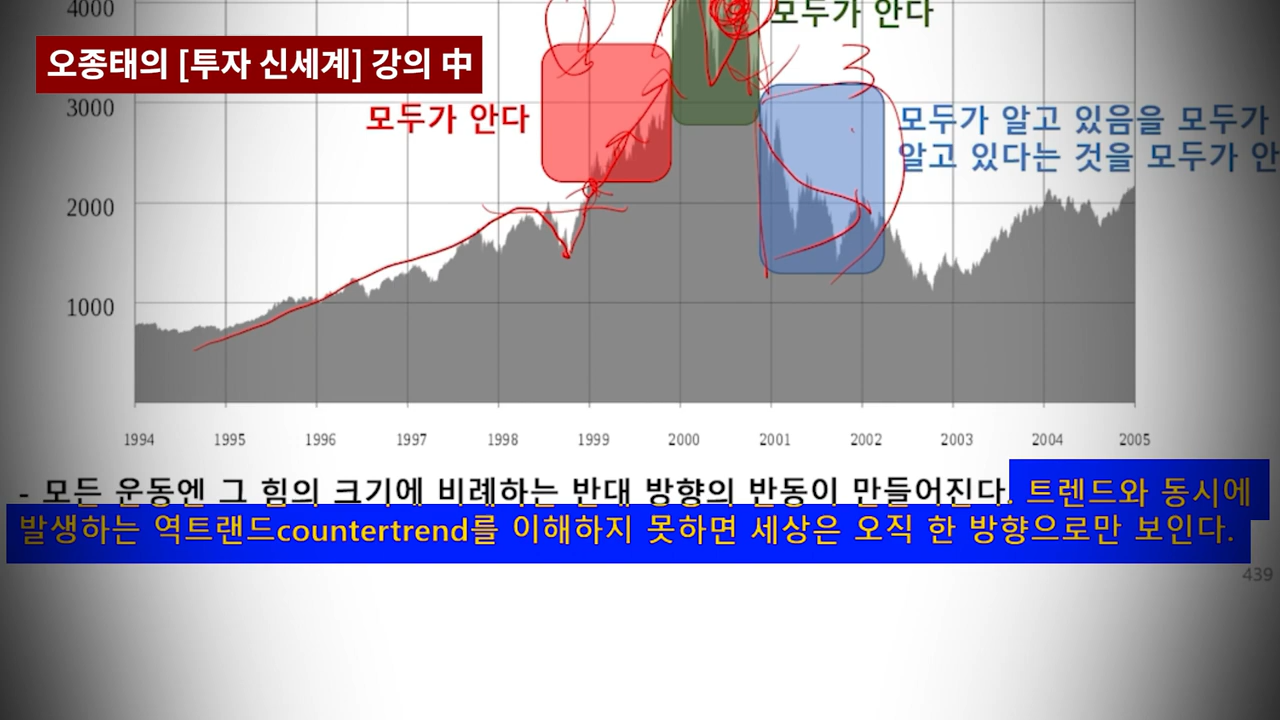 4000
모두가 안다
오종태의 [투자 신세계] 강의 中
3
3000
모두가 안다
모두가 알고 있음을 모두가
알고 있다는 것을 모두가 안
2000
1000
1994 1995 1996 1997 1998 1999 2000 2001 2002 2003 2004 2005
- 모든 운동엔 그 힘의 크기에 비례하는 반대 방향의 반동이 만들어진다. 트렌드와 동시에
발생하는 역트랜드countertrend를 이해하지 못하면 세상은 오직 한 방향으로만 보인다.
439